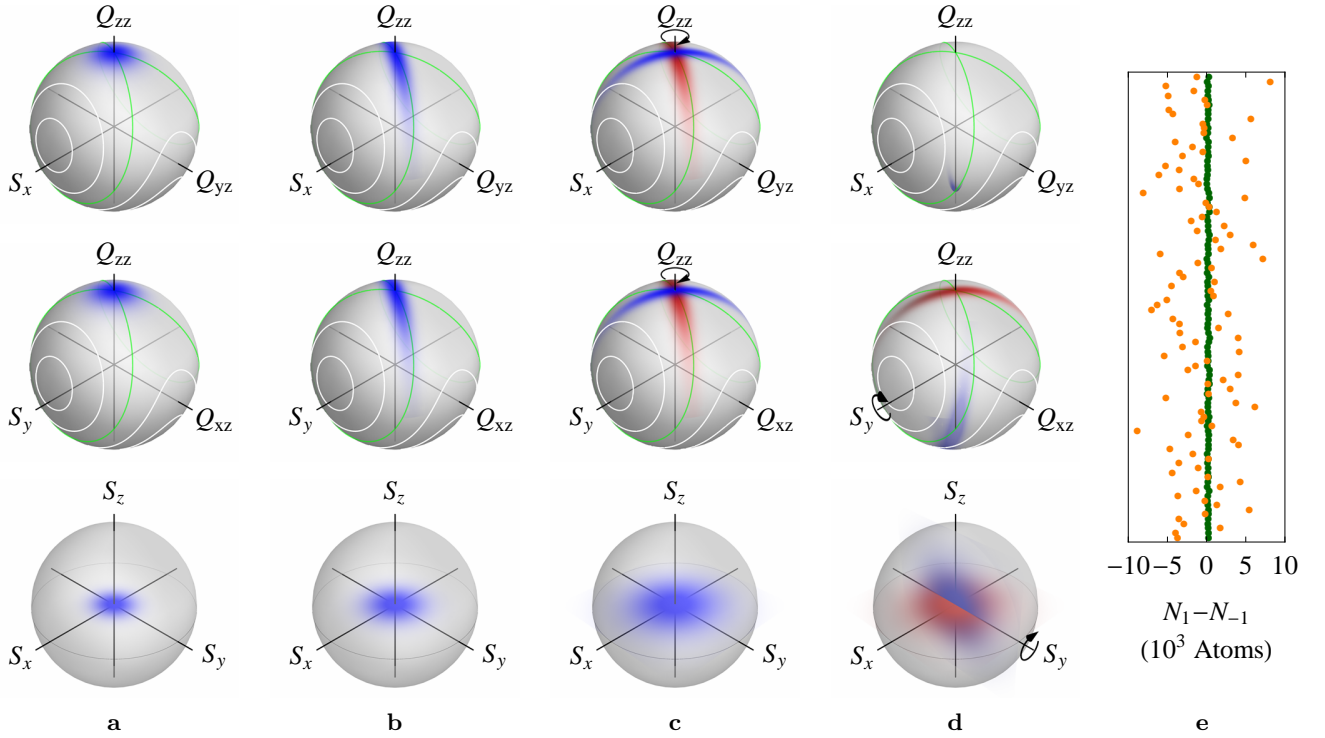 Q_zz Q_zz Q_zz Q_zz
S_x Q_yz S_x Q_yz S_x Q_yz S_x Q_yz
Q_zz Q_zz Q_zz Q_zz
S_y Q_xz S_y Q_xz S_y Q_xz S_y Q_xz
S_z S_z S_z S_z
S_x S_y S_x S_y S_x S_y S_x S_y
−10 −5 0 5 10
N_1−N_−1
(10^3 Atoms)
a b c d e